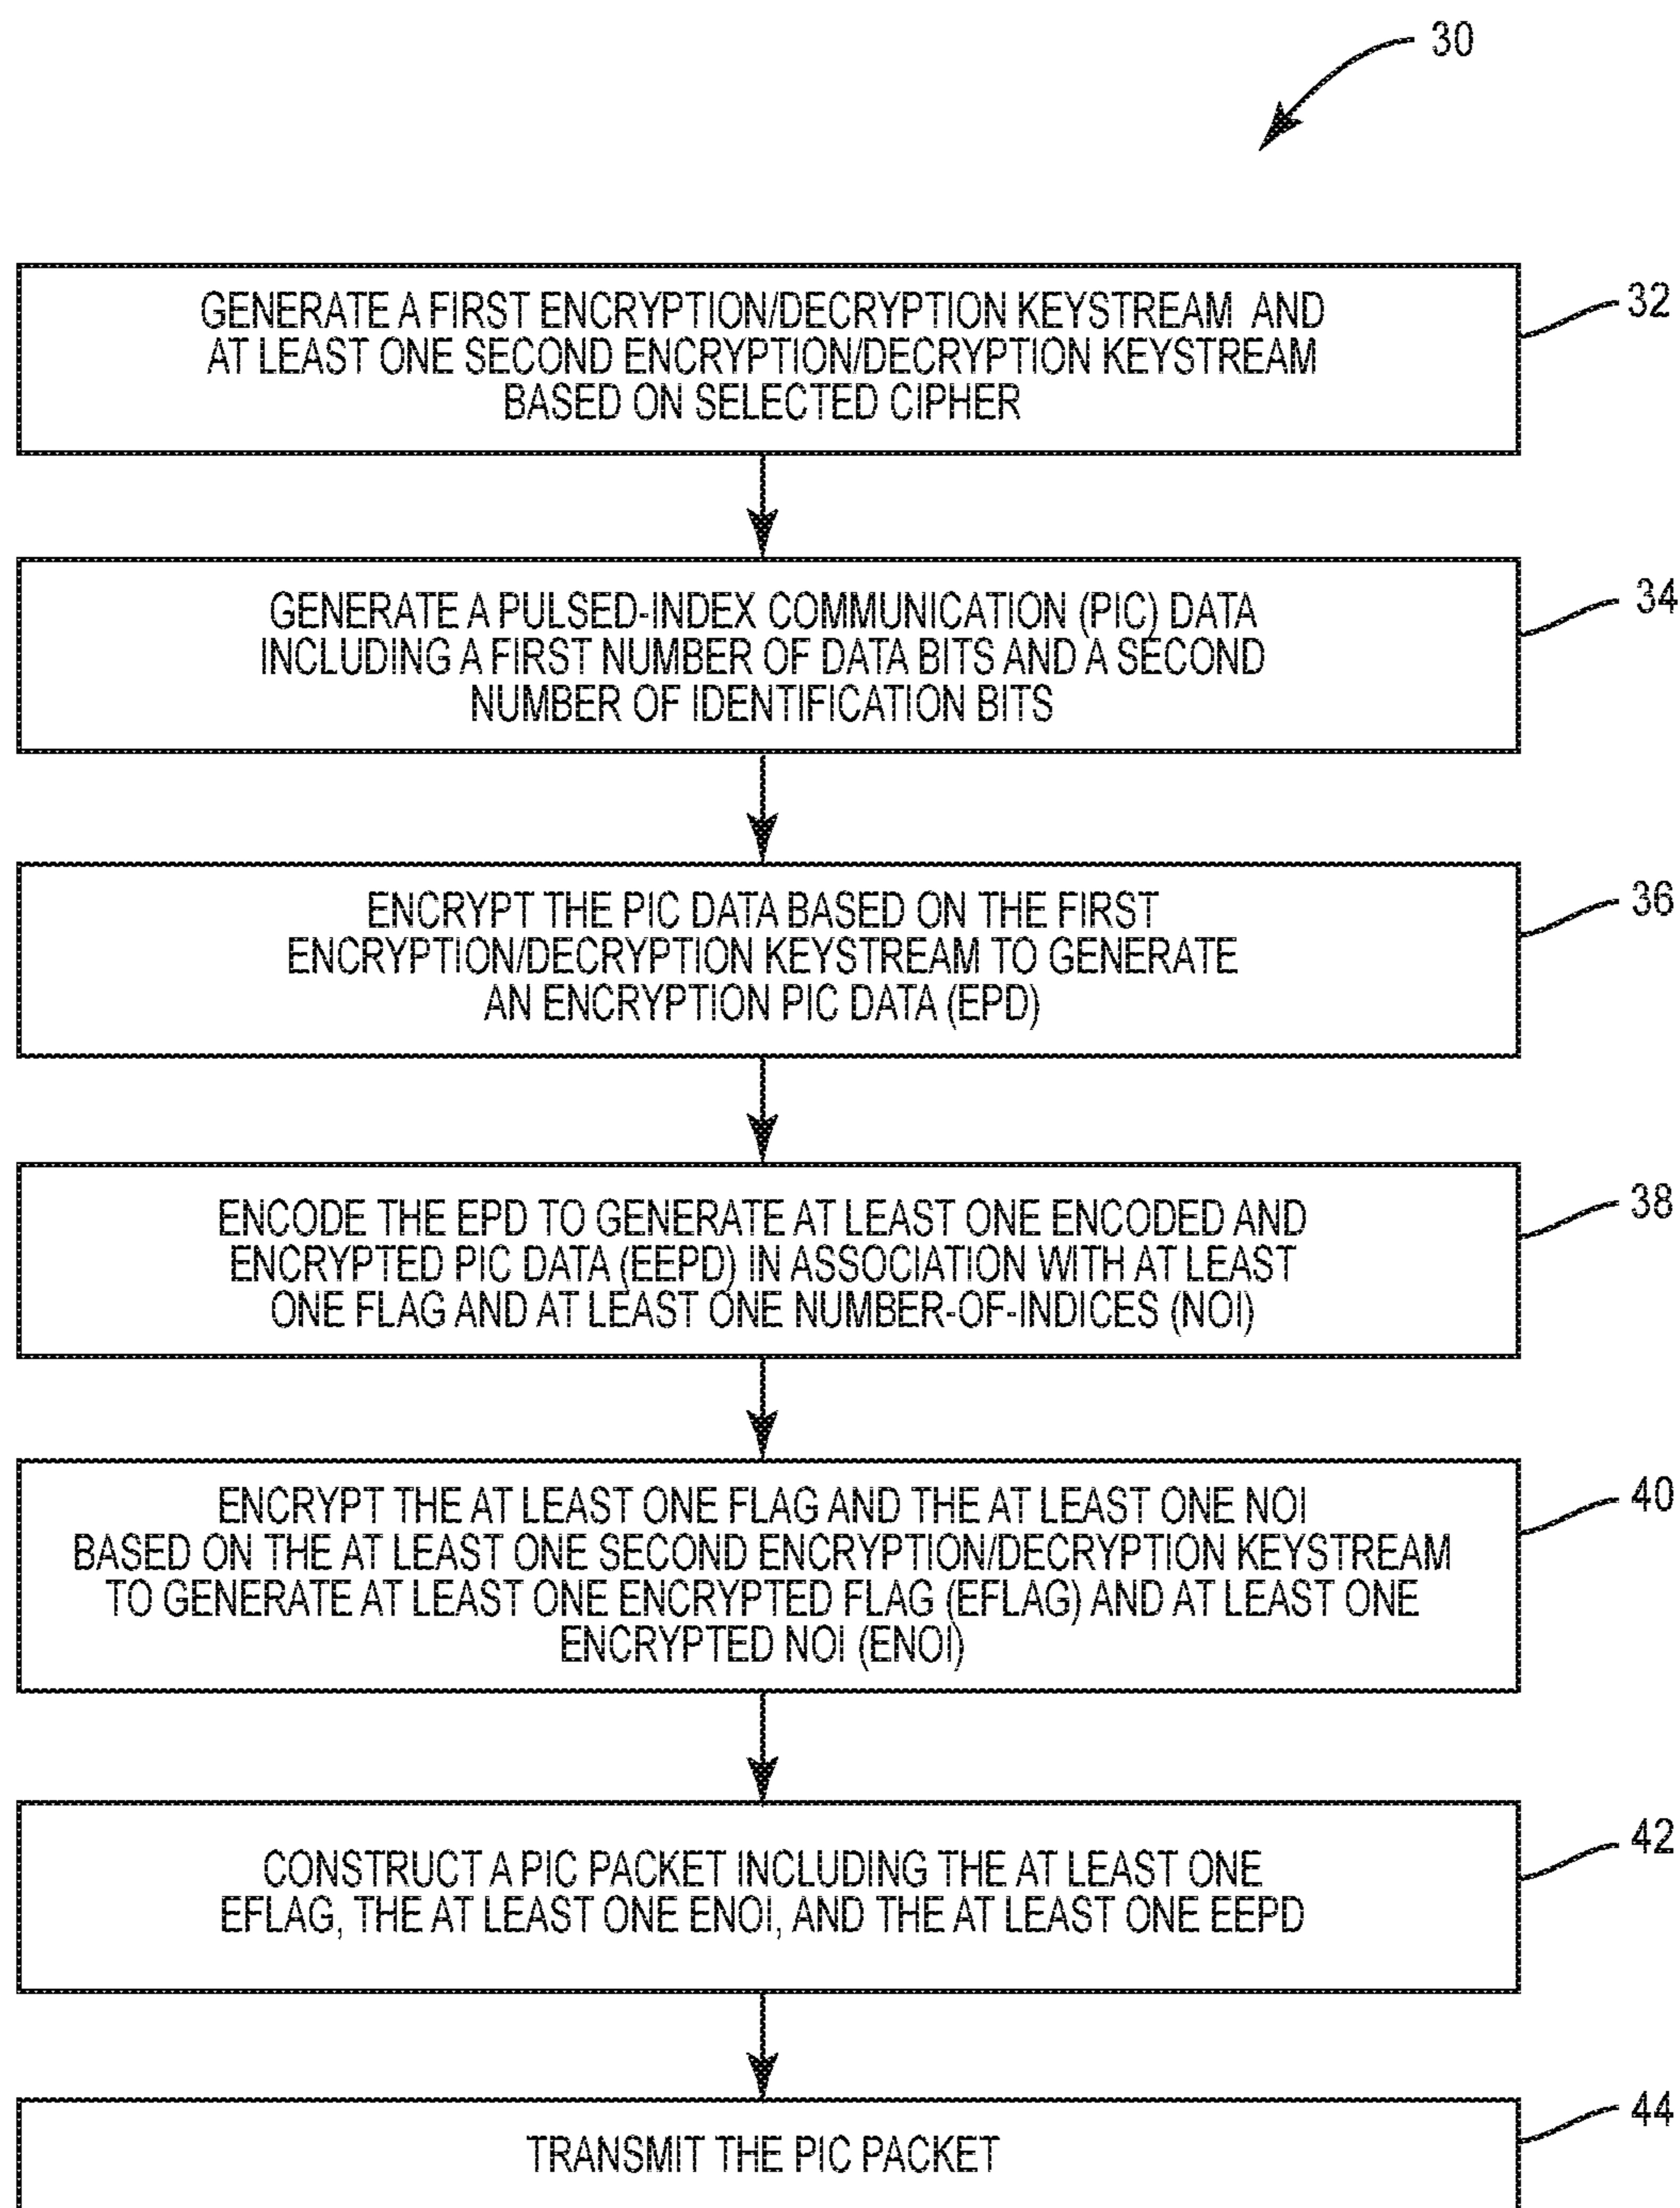 30
GENERATE A FIRST ENCRYPTION/DECRYPTION KEYSTREAM AND
AT LEAST ONE SECOND ENCRYPTION/DECRYPTION KEYSTREAM
BASED ON SELECTED CIPHER
32
GENERATE A PULSED-INDEX COMMUNICATION (PIC) DATA
INCLUDING A FIRST NUMBER OF DATA BITS AND A SECOND
NUMBER OF IDENTIFICATION BITS
34
ENCRYPT THE PIC DATA BASED ON THE FIRST
ENCRYPTION/DECRYPTION KEYSTREAM TO GENERATE
AN ENCRYPTION PIC DATA (EPD)
36
ENCODE THE EPD TO GENERATE AT LEAST ONE ENCODED AND
ENCRYPTED PIC DATA (EEPD) IN ASSOCIATION WITH AT LEAST
ONE FLAG AND AT LEAST ONE NUMBER-OF-INDICES (NOI)
38
ENCRYPT THE AT LEAST ONE FLAG AND THE AT LEAST ONE NOI
BASED ON THE AT LEAST ONE SECOND ENCRYPTION/DECRYPTION KEYSTREAM
TO GENERATE AT LEAST ONE ENCRYPTED FLAG (EFLAG) AND AT LEAST ONE
ENCRYPTED NOI (ENOI)
40
CONSTRUCT A PIC PACKET INCLUDING THE AT LEAST ONE
EFLAG, THE AT LEAST ONE ENOI, AND THE AT LEAST ONE EEPD
42
TRANSMIT THE PIC PACKET
44